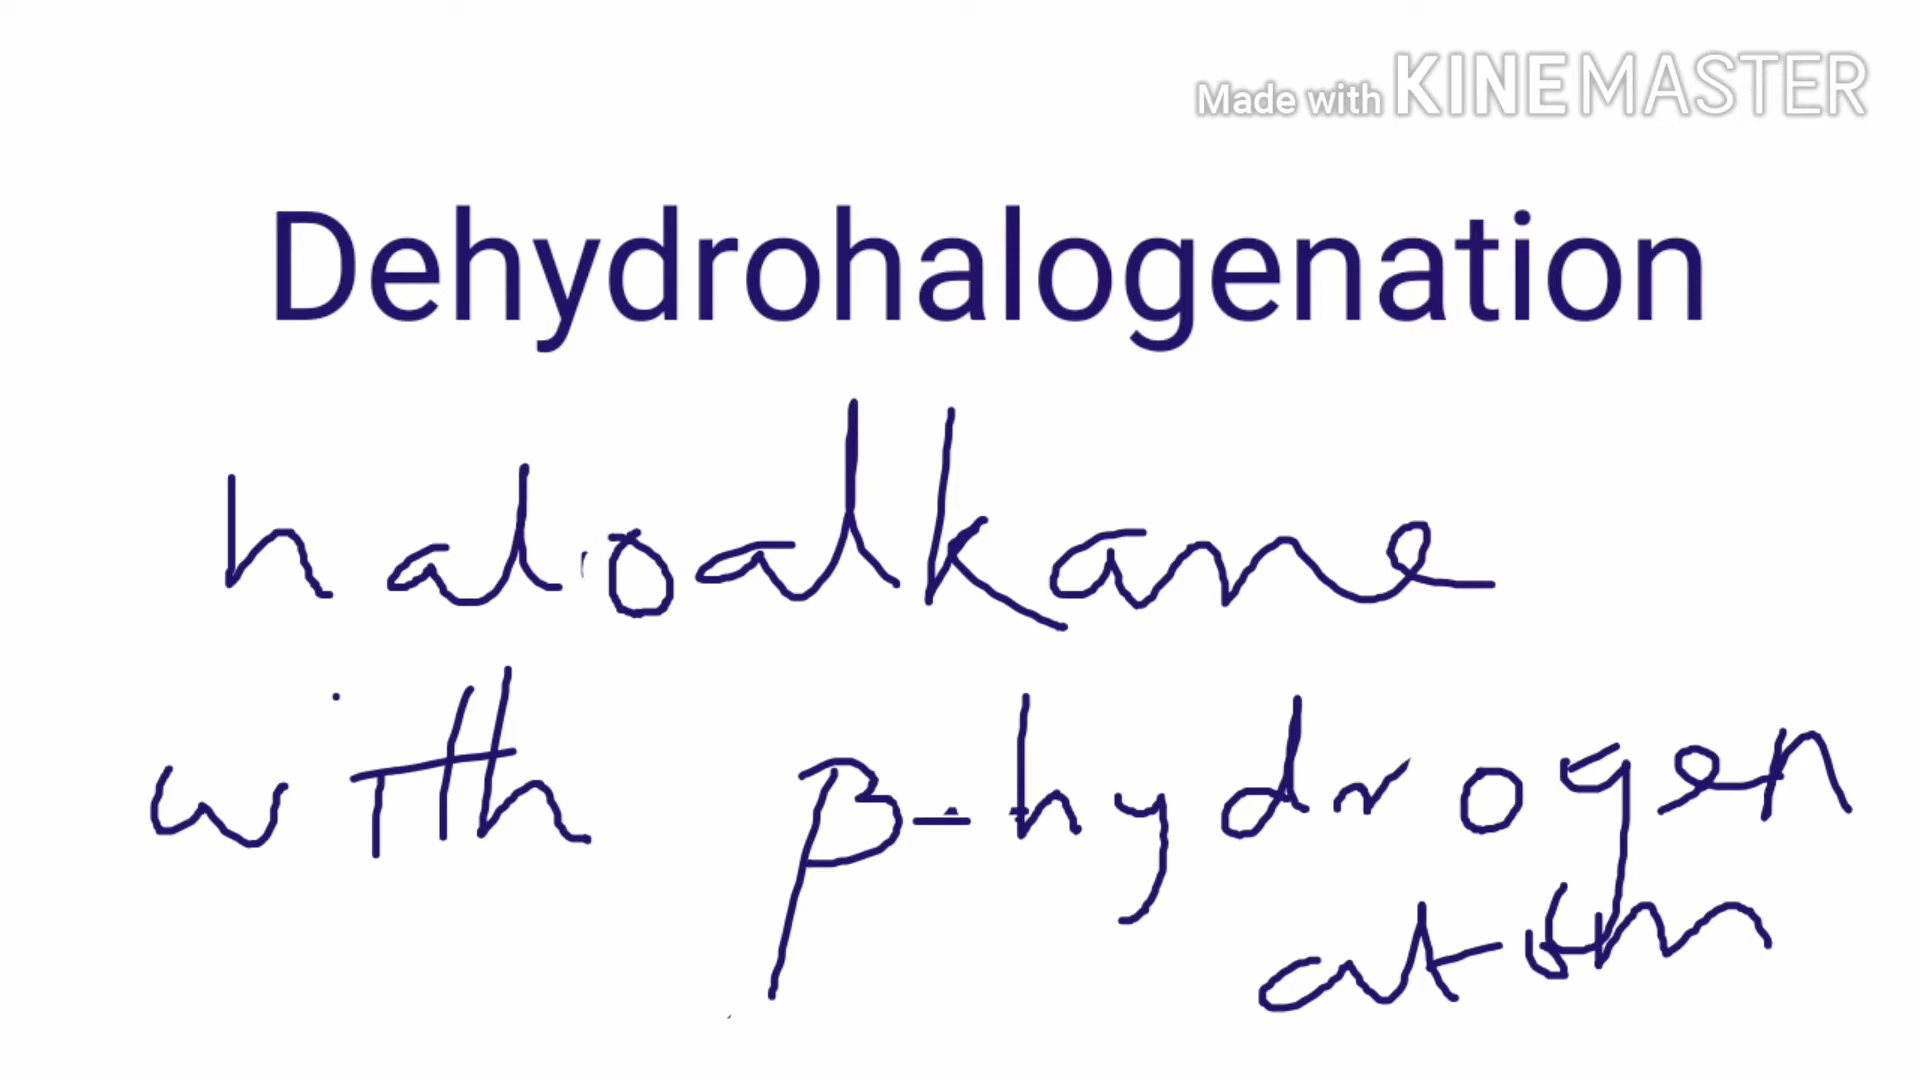 Made with KINEMASTER
Dehydrohalogenation
haloalkane
with β-hydrogen
atom